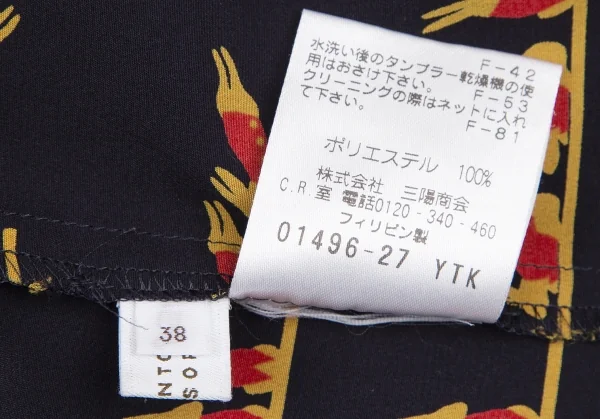 水洗い後のタンブラー乾燥機の使
用はおさけ下さい。 F-42
クリーニングの際はネットに入れ
て下さい。 F-53
F-81
ポリエステル 100%
株式会社 三陽商会
C.R.室 電話0120-340-460
フィリピン製
01496-27 YTK
38